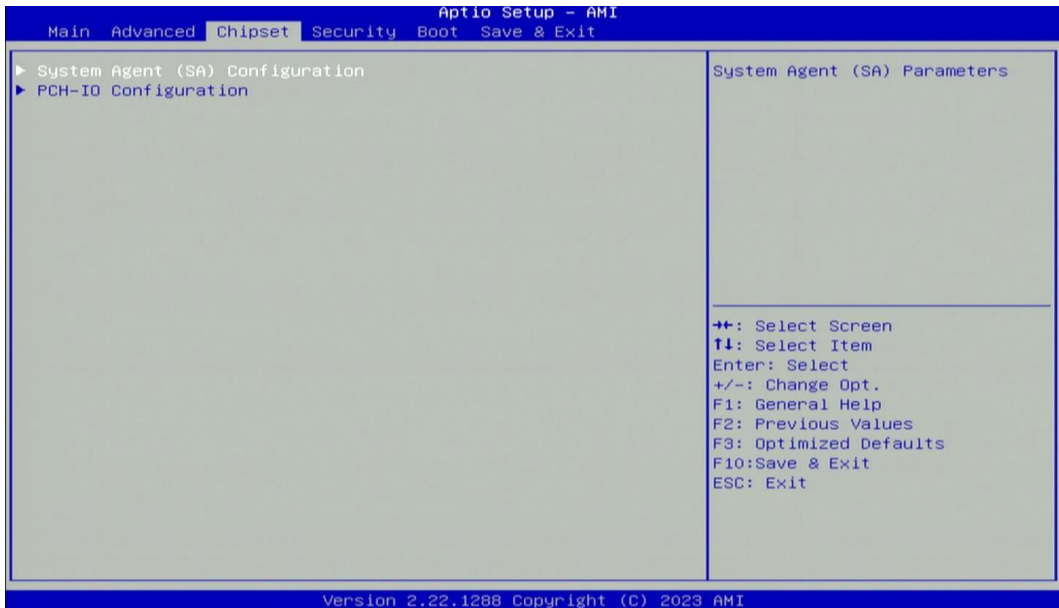 Aptio Setup – AMI
Main Advanced Chipset Security Boot Save & Exit
► System Agent (SA) Configuration
► PCH-IO Configuration
System Agent (SA) Parameters
→←: Select Screen
↑↓: Select Item
Enter: Select
+/-: Change Opt.
F1: General Help
F2: Previous Values
F3: Optimized Defaults
F10:Save & Exit
ESC: Exit
Version 2.22.1288 Copyright (C) 2023 AMI